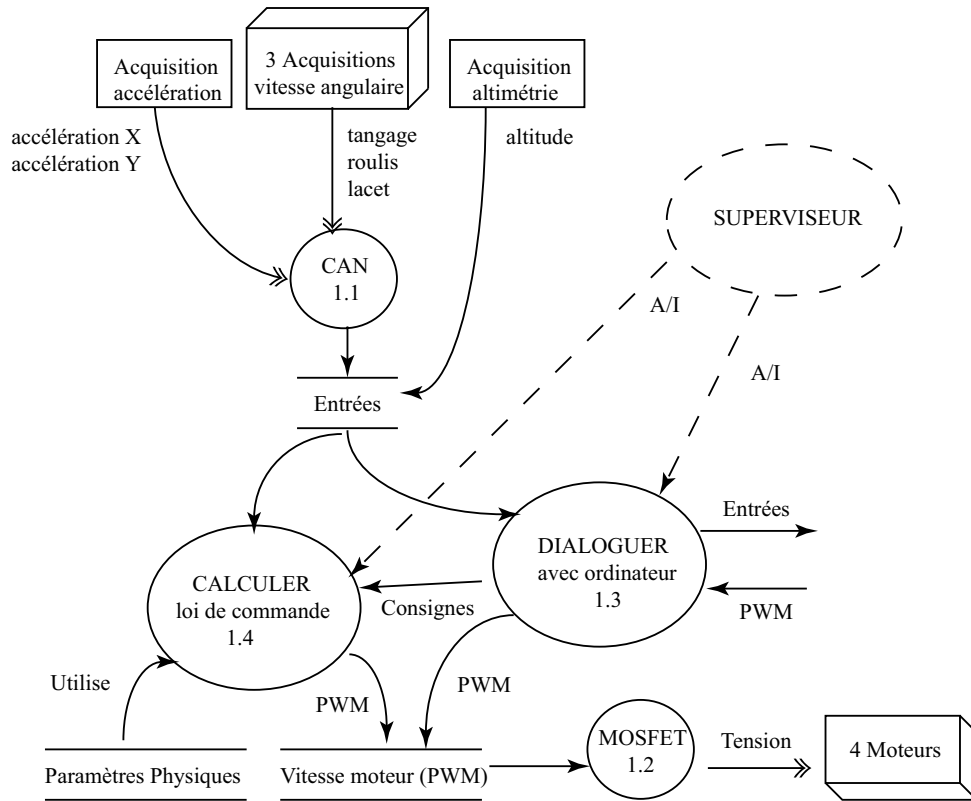 Acquisition
accélération
3 Acquisitions
vitesse angulaire
Acquisition
altimétrie
accélération X
accélération Y
tangage
roulis
lacet
altitude
SUPERVISEUR
CAN
1.1
A/I
A/I
Entrées
Entrées
DIALOGUER
avec ordinateur
1.3
CALCULER
loi de commande
1.4
Consignes
PWM
Utilise
PWM
PWM
MOSFET
1.2
Tension
4 Moteurs
Paramètres Physiques
Vitesse moteur (PWM)